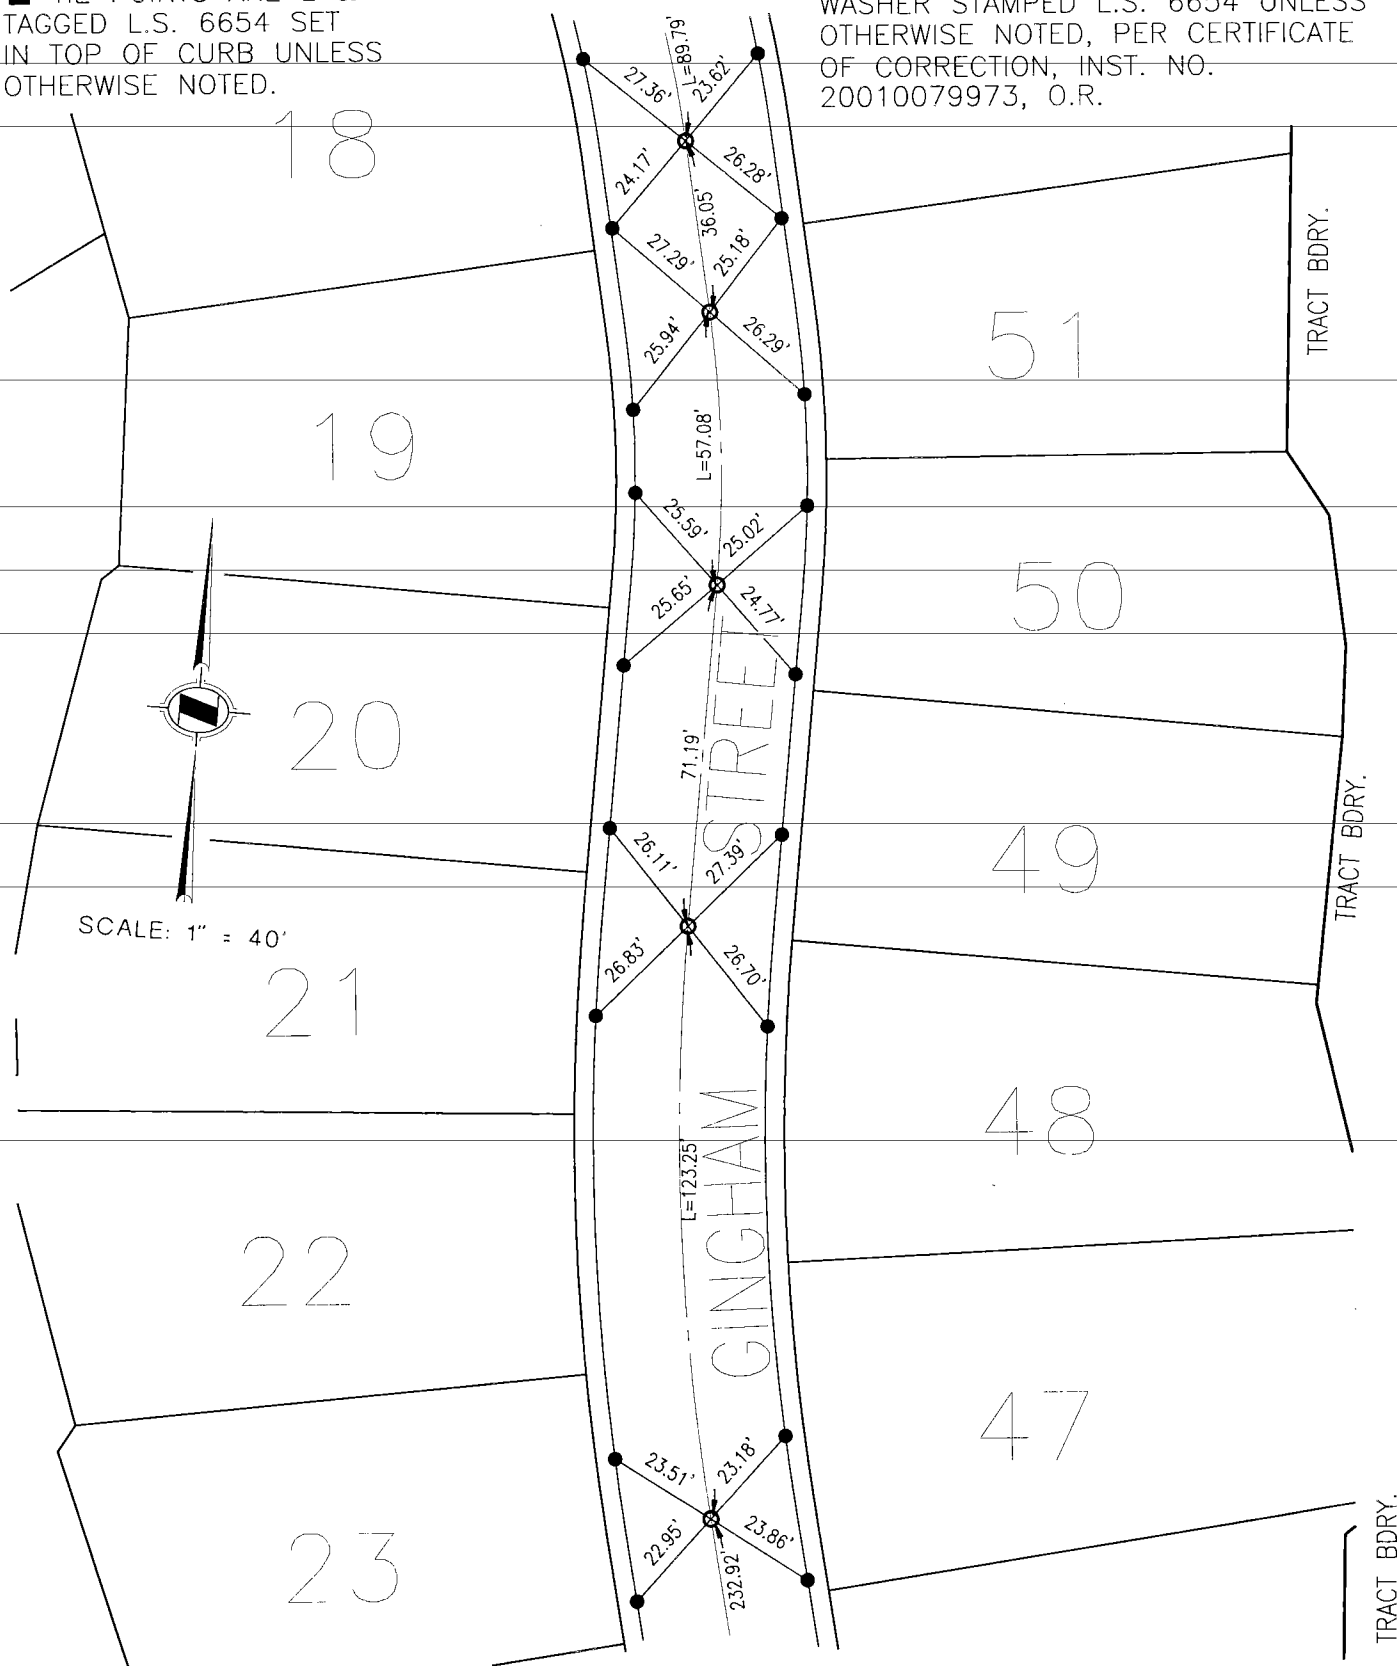 TAGGED L.S. 6654 SET
IN TOP OF CURB UNLESS
OTHERWISE NOTED.
WASHER STAMPED L.S. 6654 UNLESS
OTHERWISE NOTED, PER CERTIFICATE
OF CORRECTION, INST. NO.
20010079973, O.R.
18
27.36'
=89.79'
23.62'
24.17'
26.28'
36.05'
27.29'
25.18'
TRACT BDRY.
25.94'
26.29'
51
19
L=57.08'
25.59'
25.02'
25.65'
24.77'
50
20
71.19'
STREET
26.11'
27.39'
49
TRACT BDRY.
SCALE: 1" = 40'
26.83'
26.70'
21
48
L=123.25'
GINGHAM
22
47
23.51'
23.18'
22.95'
23.86'
232.92'
23
TRACT BDRY.